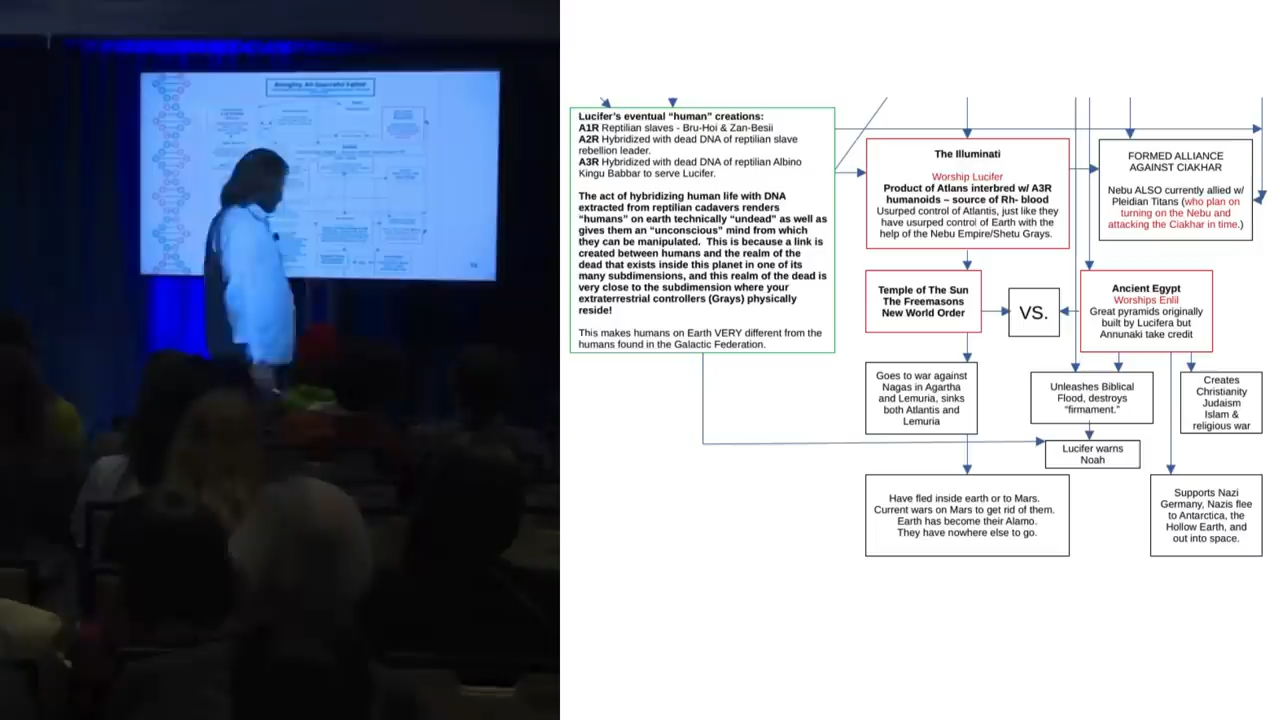 Lucifer's eventual "human" creations:
A1R Reptilian slaves - Bru-Hoi & Zan-Besii
A2R Hybridized with dead DNA of reptilian slave
rebellion leader.
A3R Hybridized with dead DNA of reptilian Albino
Kingu Babbar to serve Lucifer.
The act of hybridizing human life with DNA
extracted from reptilian cadavers renders
"humans" on earth technically "undead" as well as
gives them an "unconscious" mind from which
they can be manipulated. This is because a link is
created between humans and the realm of the
dead that exists inside this planet in one of its
many subdimensions, and this realm of the dead is
very close to the subdimension where your
extraterrestrial controllers (Grays) physically
reside!
This makes humans on Earth VERY different from the
humans found in the Galactic Federation.
The Illuminati
Worship Lucifer
Product of Atlans interbred w/ A3R
humanoids – source of Rh- blood
Usurped control of Atlantis, just like they
have usurped control of Earth with the
help of the Nebu Empire/Shetu Grays.
FORMED ALLIANCE
AGAINST CIAKHAR
Nebu ALSO currently allied w/
Pleidian Titans (who plan on
turning on the Nebu and
attacking the Ciakhar in time.)
Temple of The Sun
The Freemasons
New World Order
VS.
Ancient Egypt
Worships Enlil
Great pyramids originally
built by Lucifera but
Annunaki take credit
Goes to war against
Nagas in Agartha
and Lemuria, sinks
both Atlantis and
Lemuria
Unleashes Biblical
Flood, destroys
"firmament."
Creates
Christianity
Judaism
Islam &
religious war
Lucifer warns
Noah
Have fled inside earth or to Mars.
Current wars on Mars to get rid of them.
Earth has become their Alamo.
They have nowhere else to go.
Supports Nazi
Germany, Nazis flee
to Antarctica, the
Hollow Earth, and
out into space.